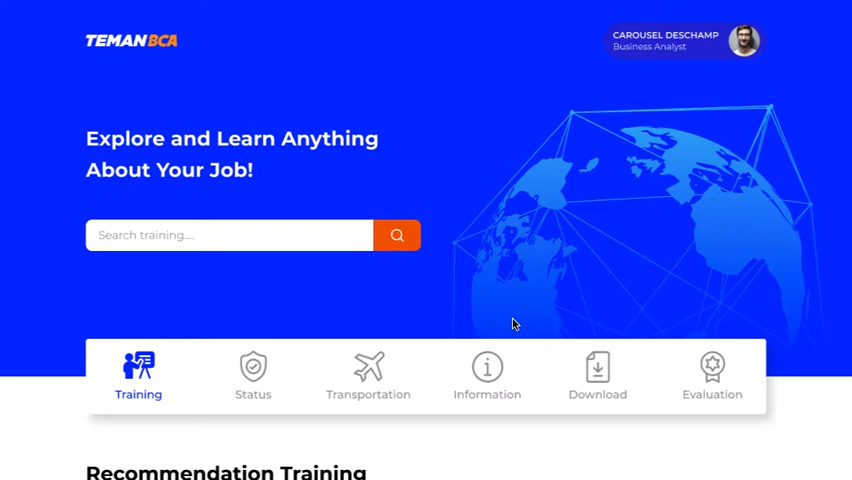 TEMANBCA
CAROUSEL DESCHAMP
Business Analyst
Explore and Learn Anything
About Your Job!
Search training....
Training
Status
Transportation
Information
Download
Evaluation
Recommendation Training